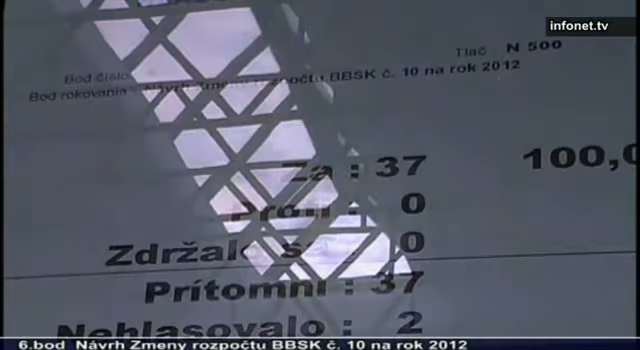 infonet.tv
Tlač N 500
Bod číslo
Bod rokovania : Návrh Zmeny rozpočtu BBSK č. 10 na rok 2012
Za : 37 100,0
Proti : 0
Zdržalo sa : 0
Prítomní : 37
Nehlasovalo : 2
6.bod Návrh Zmeny rozpočtu BBSK č. 10 na rok 2012